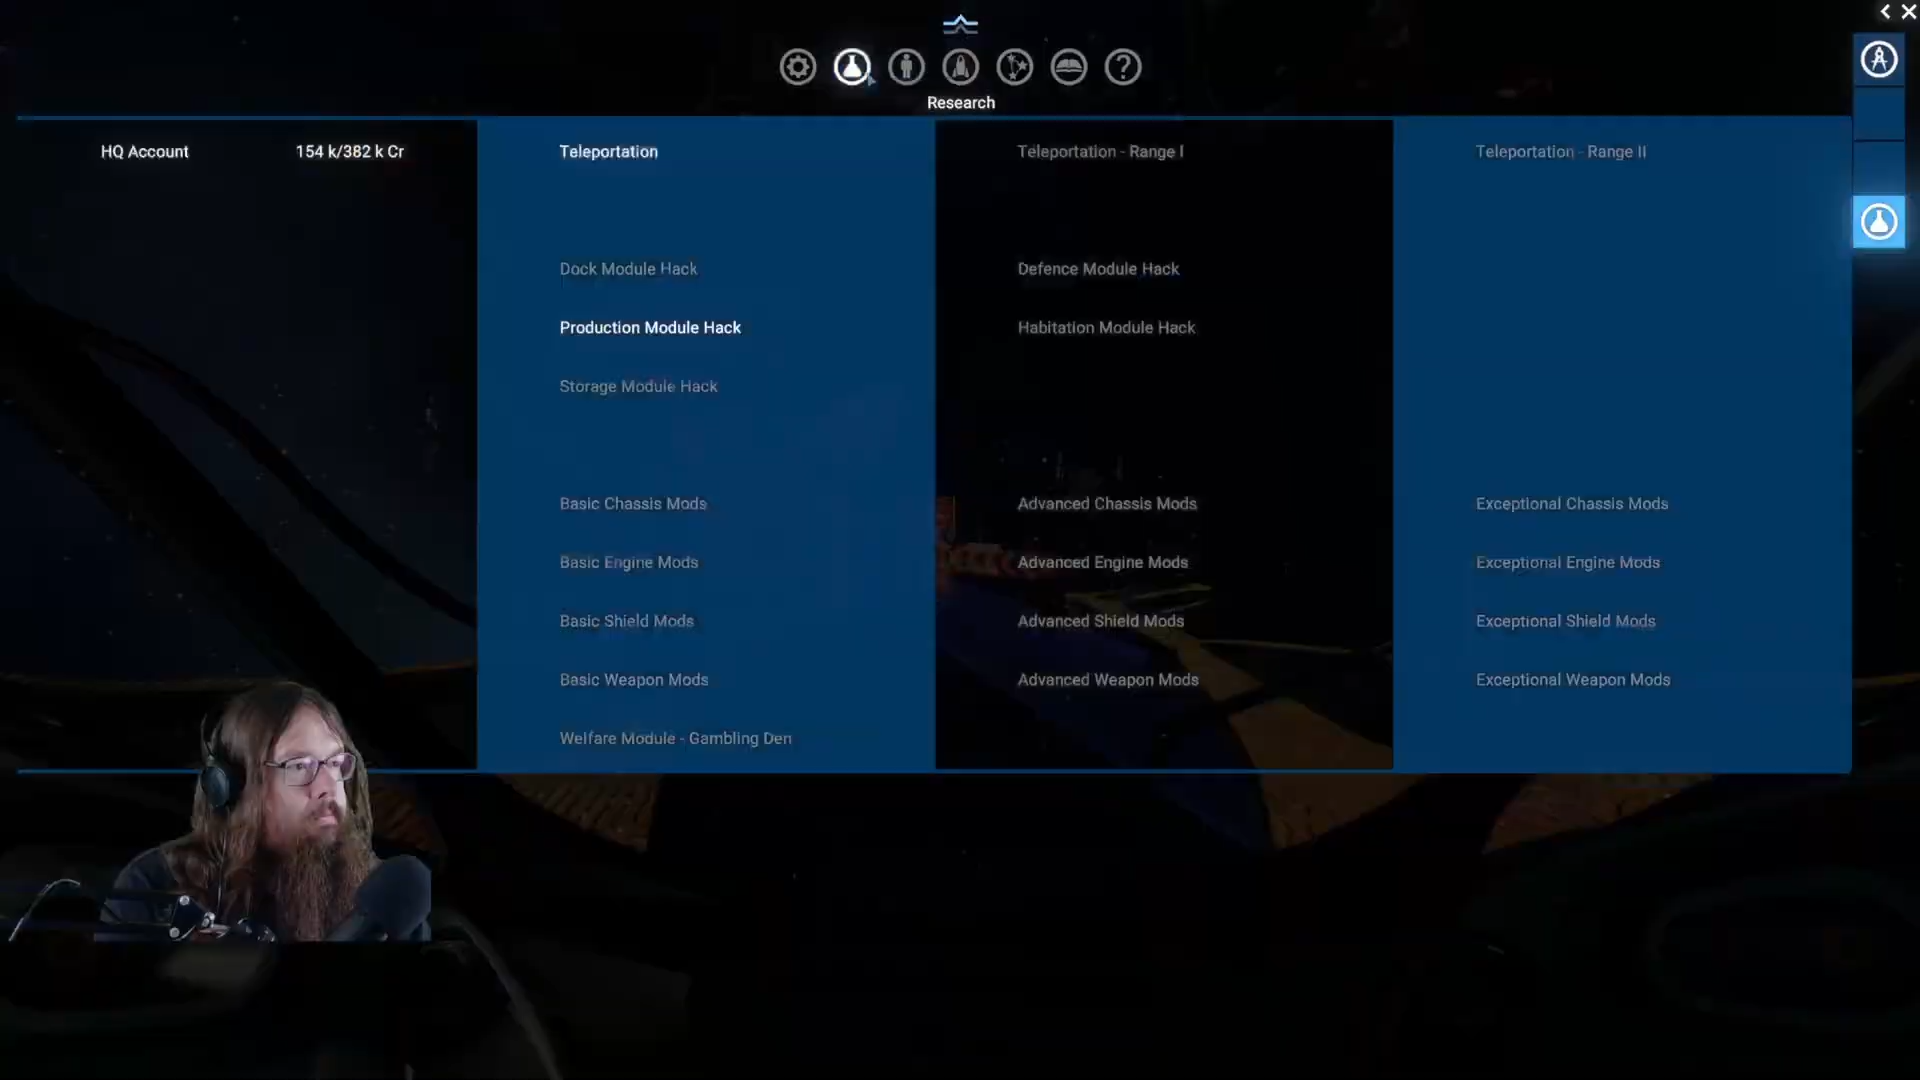 Research
HQ Account 154 k/382 k Cr Teleportation Teleportation - Range I Teleportation - Range II
Dock Module Hack Defence Module Hack
Production Module Hack Habitation Module Hack
Storage Module Hack
Basic Chassis Mods Advanced Chassis Mods Exceptional Chassis Mods
Basic Engine Mods Advanced Engine Mods Exceptional Engine Mods
Basic Shield Mods Advanced Shield Mods Exceptional Shield Mods
Basic Weapon Mods Advanced Weapon Mods Exceptional Weapon Mods
Welfare Module - Gambling Den